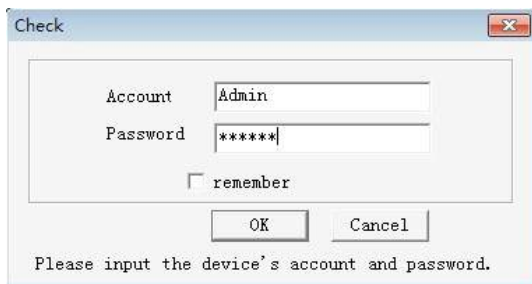 Check
Account Admin
Password ******
remember
OK Cancel
Please input the device's account and password.